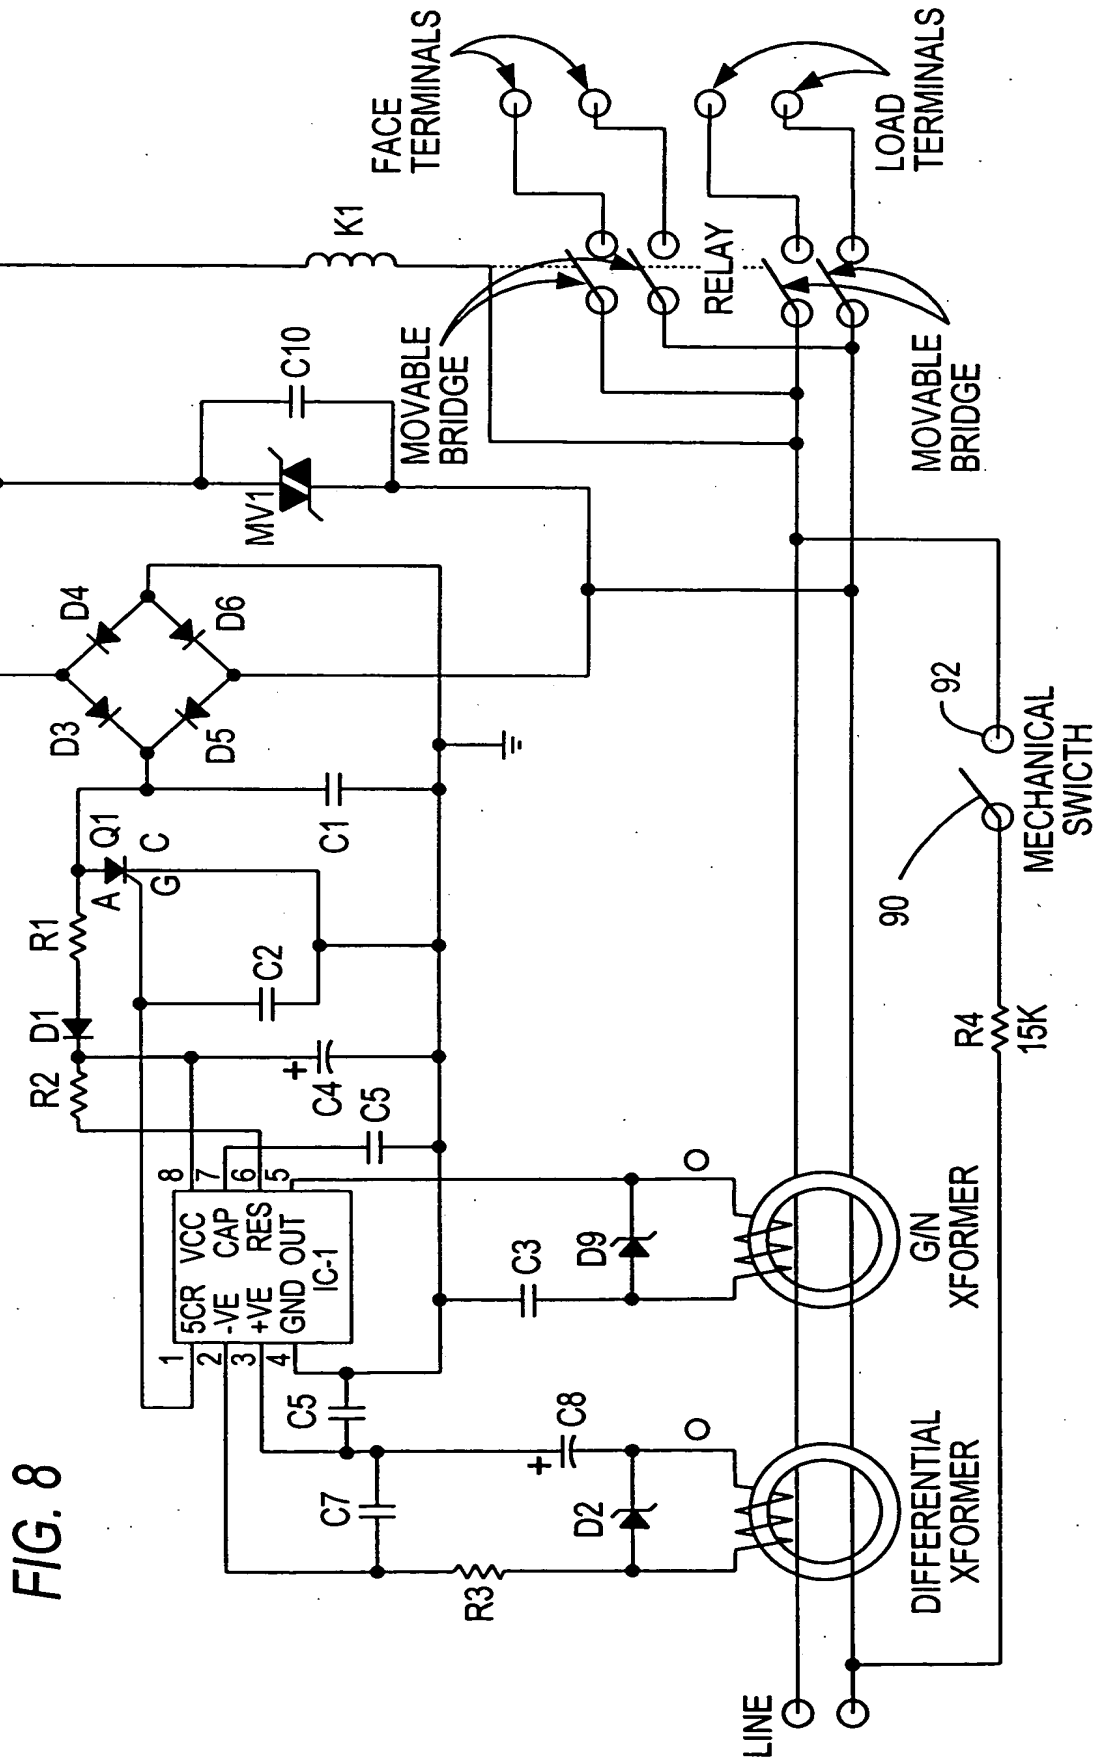 FIG. 8
R2
D1
R1
A
Q1
C
G
D3
D4
D5
D6
MV1
C10
K1
FACE
TERMINALS
C1
C2
+
C4
C5
1
2
3
4
5CR VCC
-VE CAP
+VE RES
GND OUT
IC-1
8
7
6
5
MOVABLE
BRIDGE
RELAY
LOAD
TERMINALS
MOVABLE
BRIDGE
C5
C7
+
C8
R3
D2
C3
D9
LINE
DIFFERENTIAL
XFORMER
G/N
XFORMER
R4
15K
90
92
MECHANICAL
SWICTH